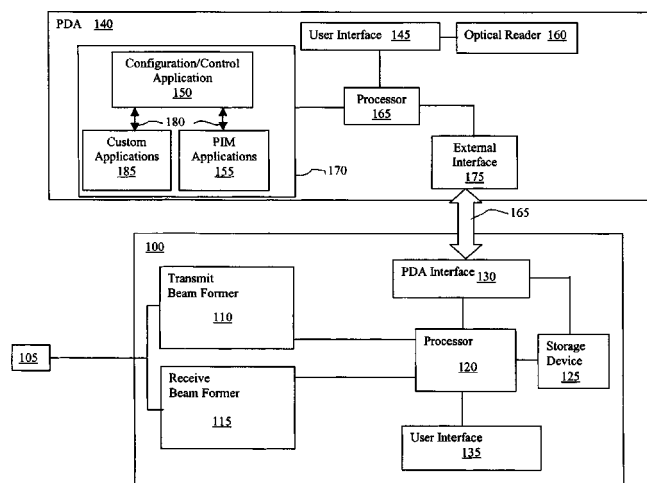 PDA 140
User Interface 145
Optical Reader 160
Configuration/Control
Application
150
Processor
165
180
Custom
Applications
185
PIM
Applications
155
External
Interface
175
170
165
100
Transmit
Beam Former
110
PDA Interface 130
105
Processor
120
Storage
Device
125
Receive
Beam Former
115
User Interface
135